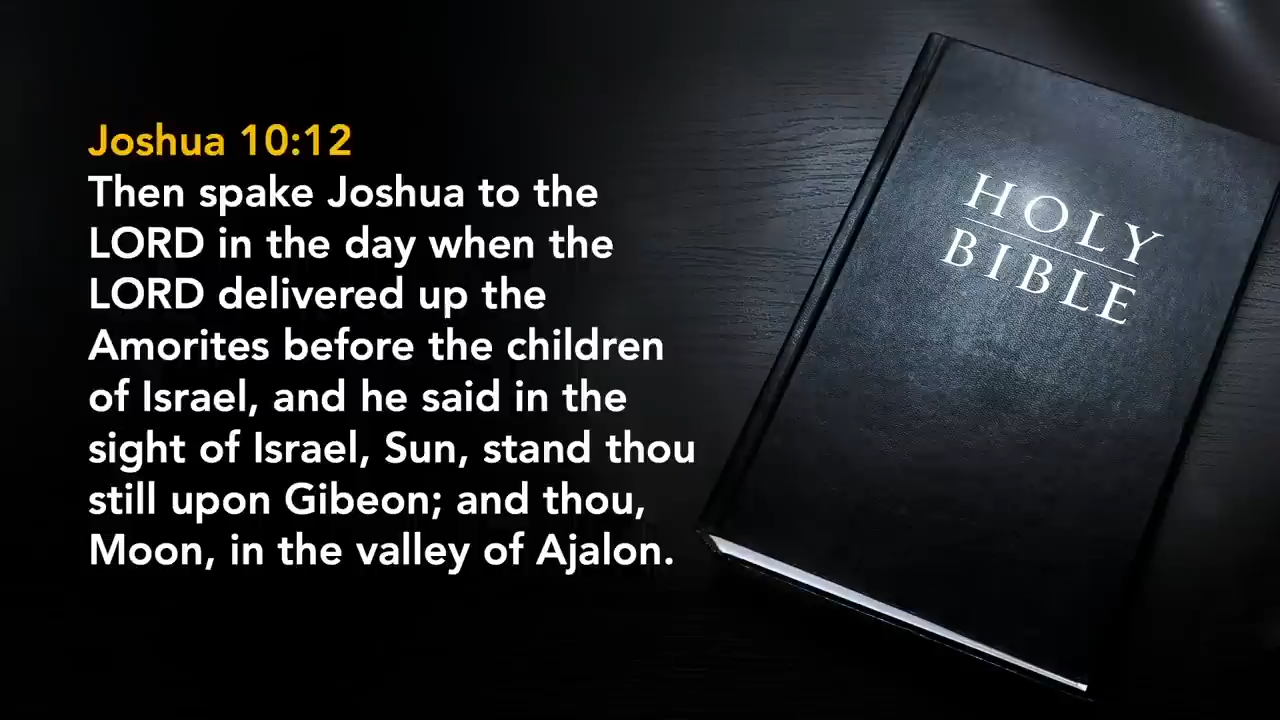 Joshua 10:12
Then spake Joshua to the
LORD in the day when the
LORD delivered up the
Amorites before the children
of Israel, and he said in the
sight of Israel, Sun, stand thou
still upon Gibeon; and thou,
Moon, in the valley of Ajalon.
HOLY
BIBLE